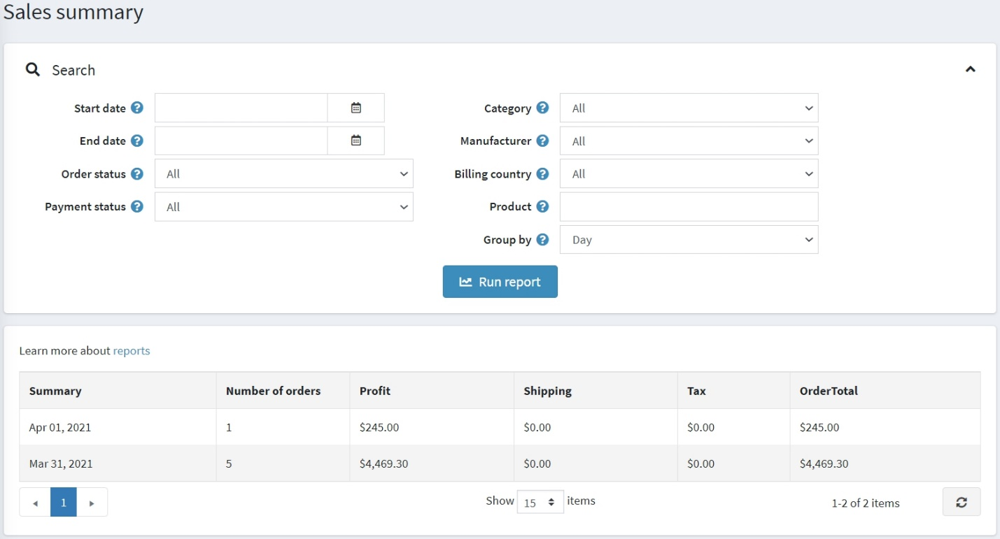 Sales summary
Search
Start date ?
End date ?
Order status ? All
Payment status ? All
Category ? All
Manufacturer ? All
Billing country ? All
Product ?
Group by ? Day
Run report
Learn more about reports
Summary Number of orders Profit Shipping Tax OrderTotal
Apr 01, 2021 1 $245.00 $0.00 $0.00 $245.00
Mar 31, 2021 5 $4,469.30 $0.00 $0.00 $4,469.30
1 Show 15 items 1-2 of 2 items